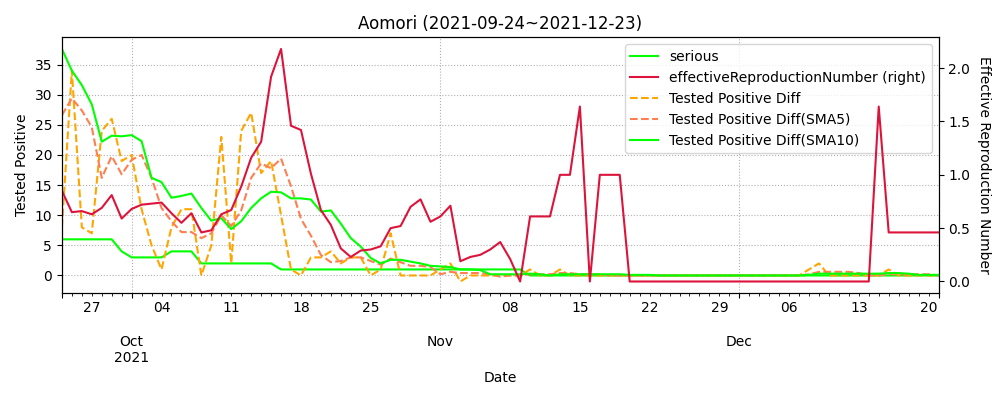 Aomori (2021-09-24~2021-12-23)
serious
effectiveReproductionNumber (right)
Tested Positive Diff
Tested Positive Diff(SMA5)
Tested Positive Diff(SMA10)
Tested Positive
35
30
25
20
15
10
5
0
2.0
1.5
1.0
0.5
0.0
Effective Reproduction Number
27 04 11 18 25 08 15 22 29 06 13 20
Oct Nov Dec
2021
Date